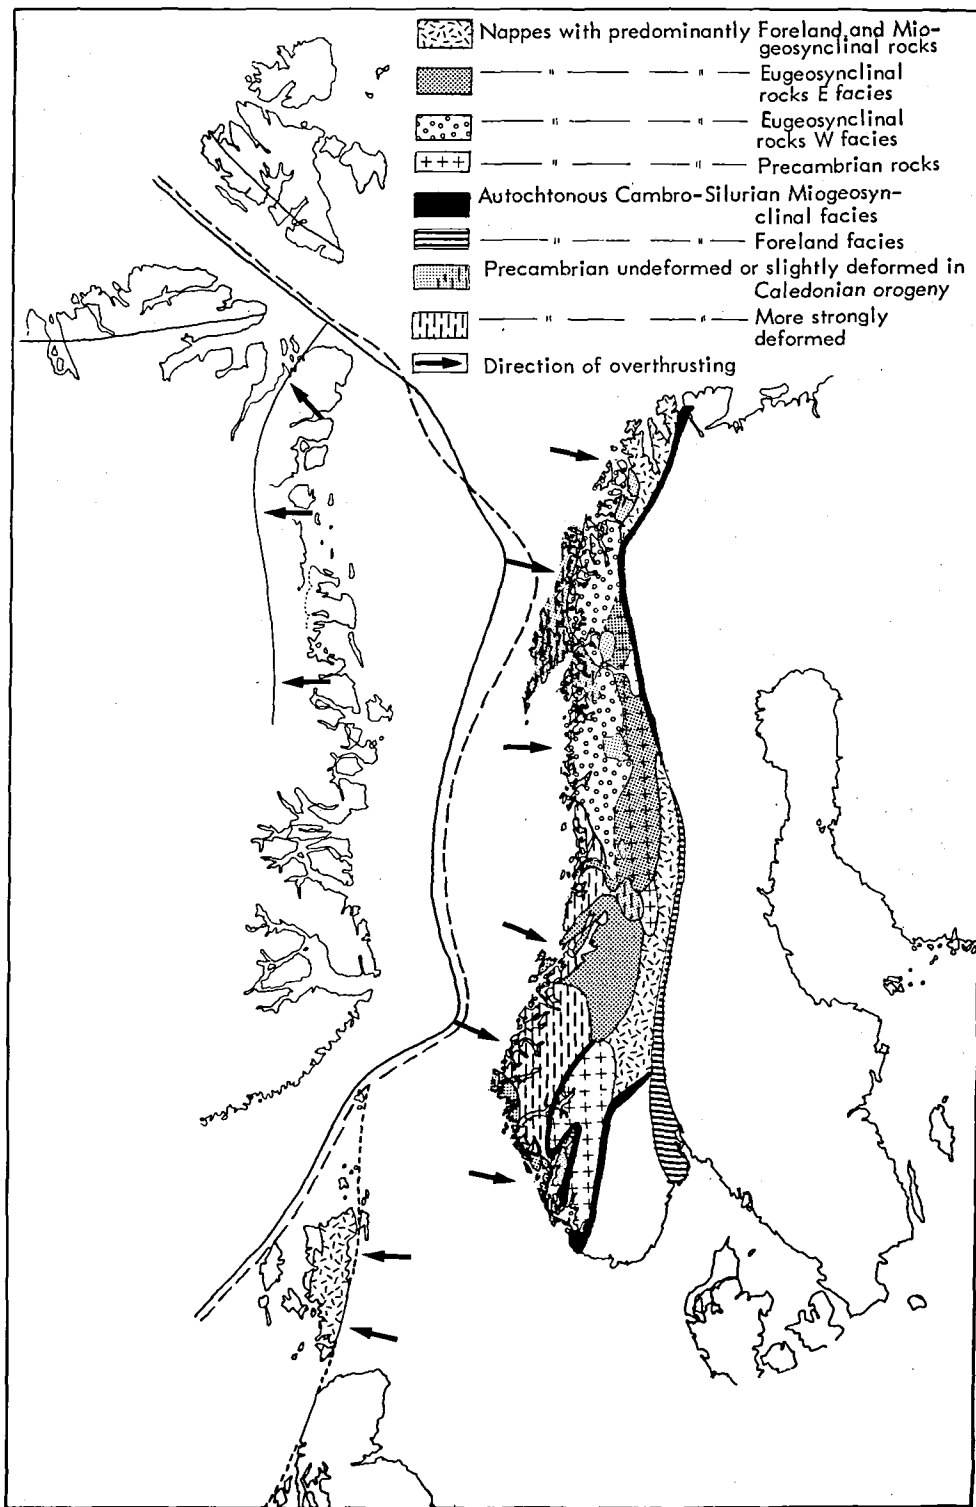 Nappes with predominantly Foreland and Mio-
geosynclinal rocks
—— " —— —— " —— Eugeosynclinal
rocks E facies
—— " —— —— " —— Eugeosynclinal
rocks W facies
—— " —— —— " —— Precambrian rocks
Autochtonous Cambro-Silurian Miogeosyn-
clinal facies
—— " —— —— " —— Foreland facies
Precambrian undeformed or slightly deformed in
Caledonian orogeny
—— " —— —— " —— More strongly
deformed
Direction of overthrusting